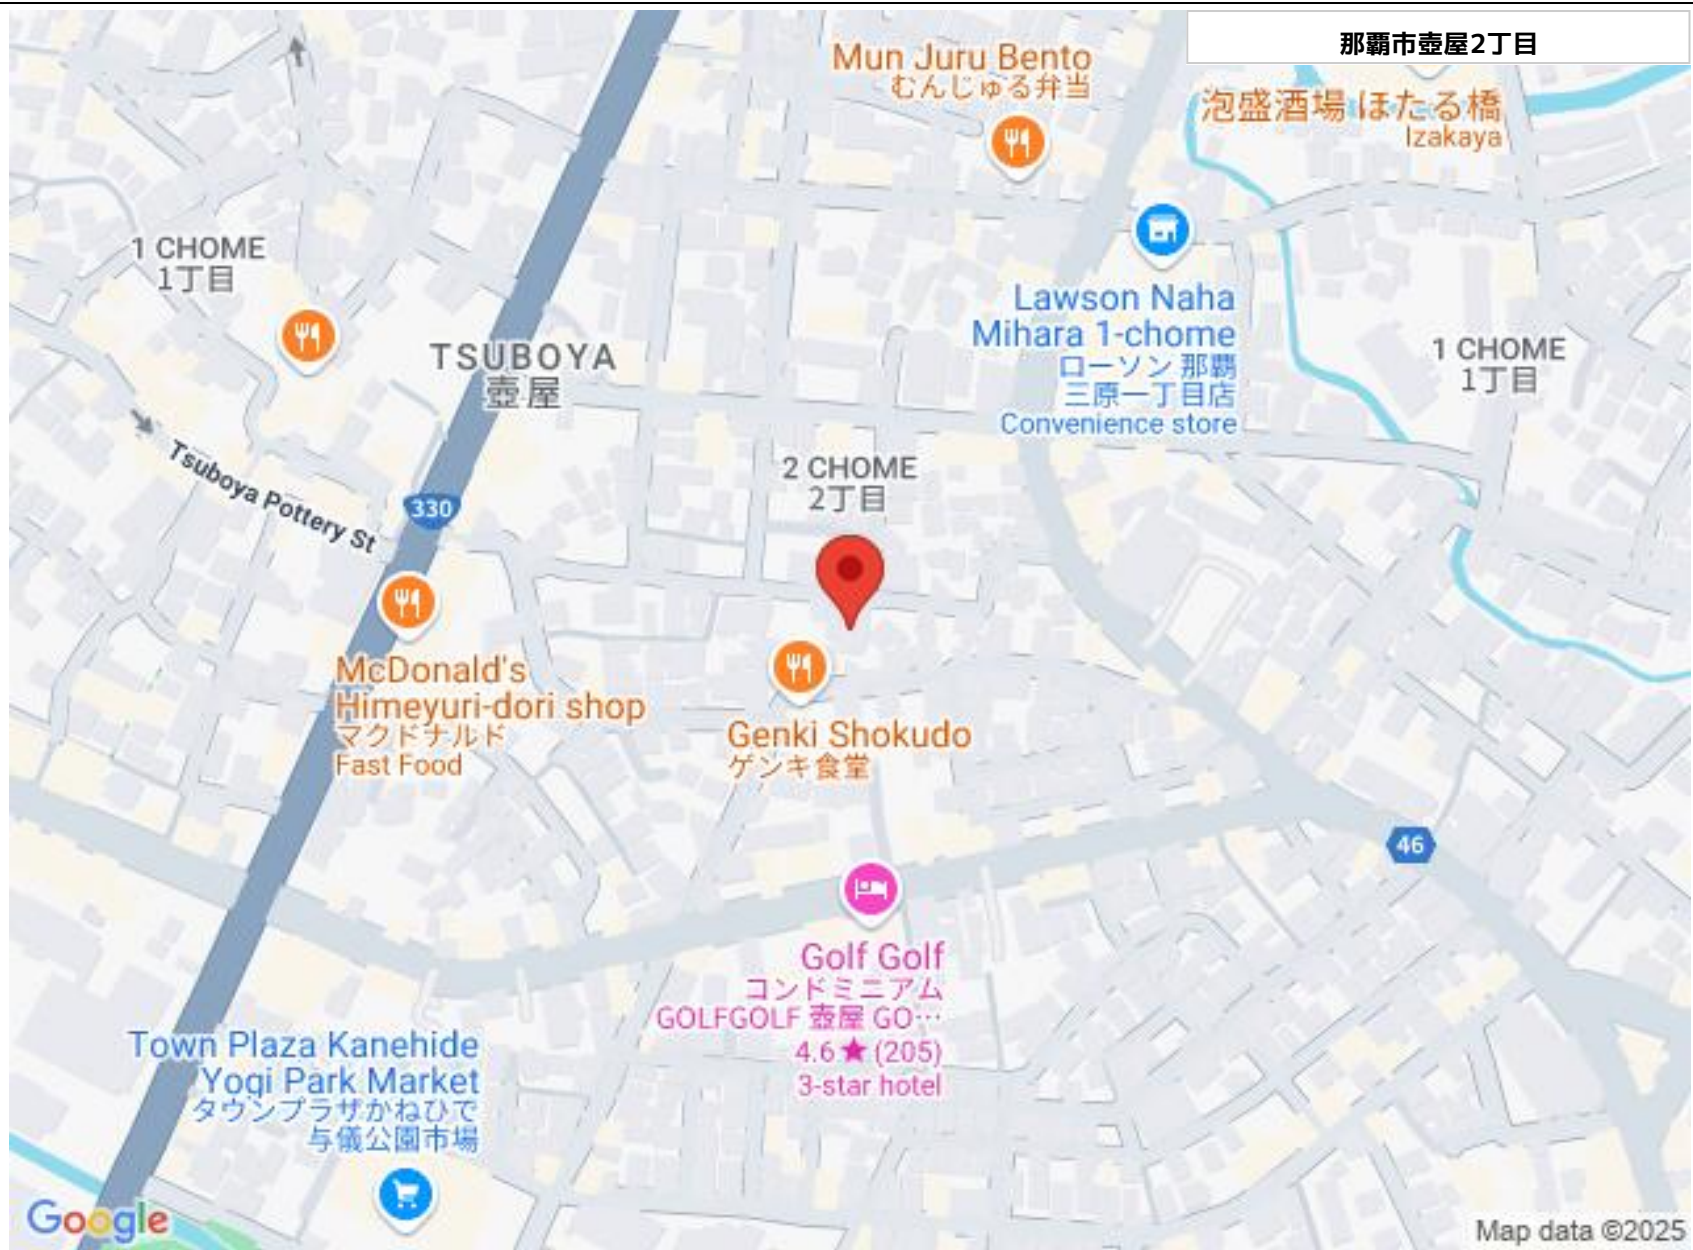 那覇市壺屋2丁目
Mun Juru Bento
むんじゅる弁当
泡盛酒場 ほたる橋
Izakaya
1 CHOME
1丁目
Lawson Naha
Mihara 1-chome
ローソン 那覇
三原一丁目店
Convenience store
TSUBOYA
壺屋
1 CHOME
1丁目
2 CHOME
2丁目
Tsuboya Pottery St
330
McDonald's
Himeyuri-dori shop
マクドナルド
Fast Food
Genki Shokudo
ゲンキ食堂
46
Golf Golf
コンドミニアム
GOLFGOLF 壺屋 GO…
4.6★ (205)
3-star hotel
Town Plaza Kanehide
Yogi Park Market
タウンプラザかねひで
与儀公園市場
Google
Map data ©2025